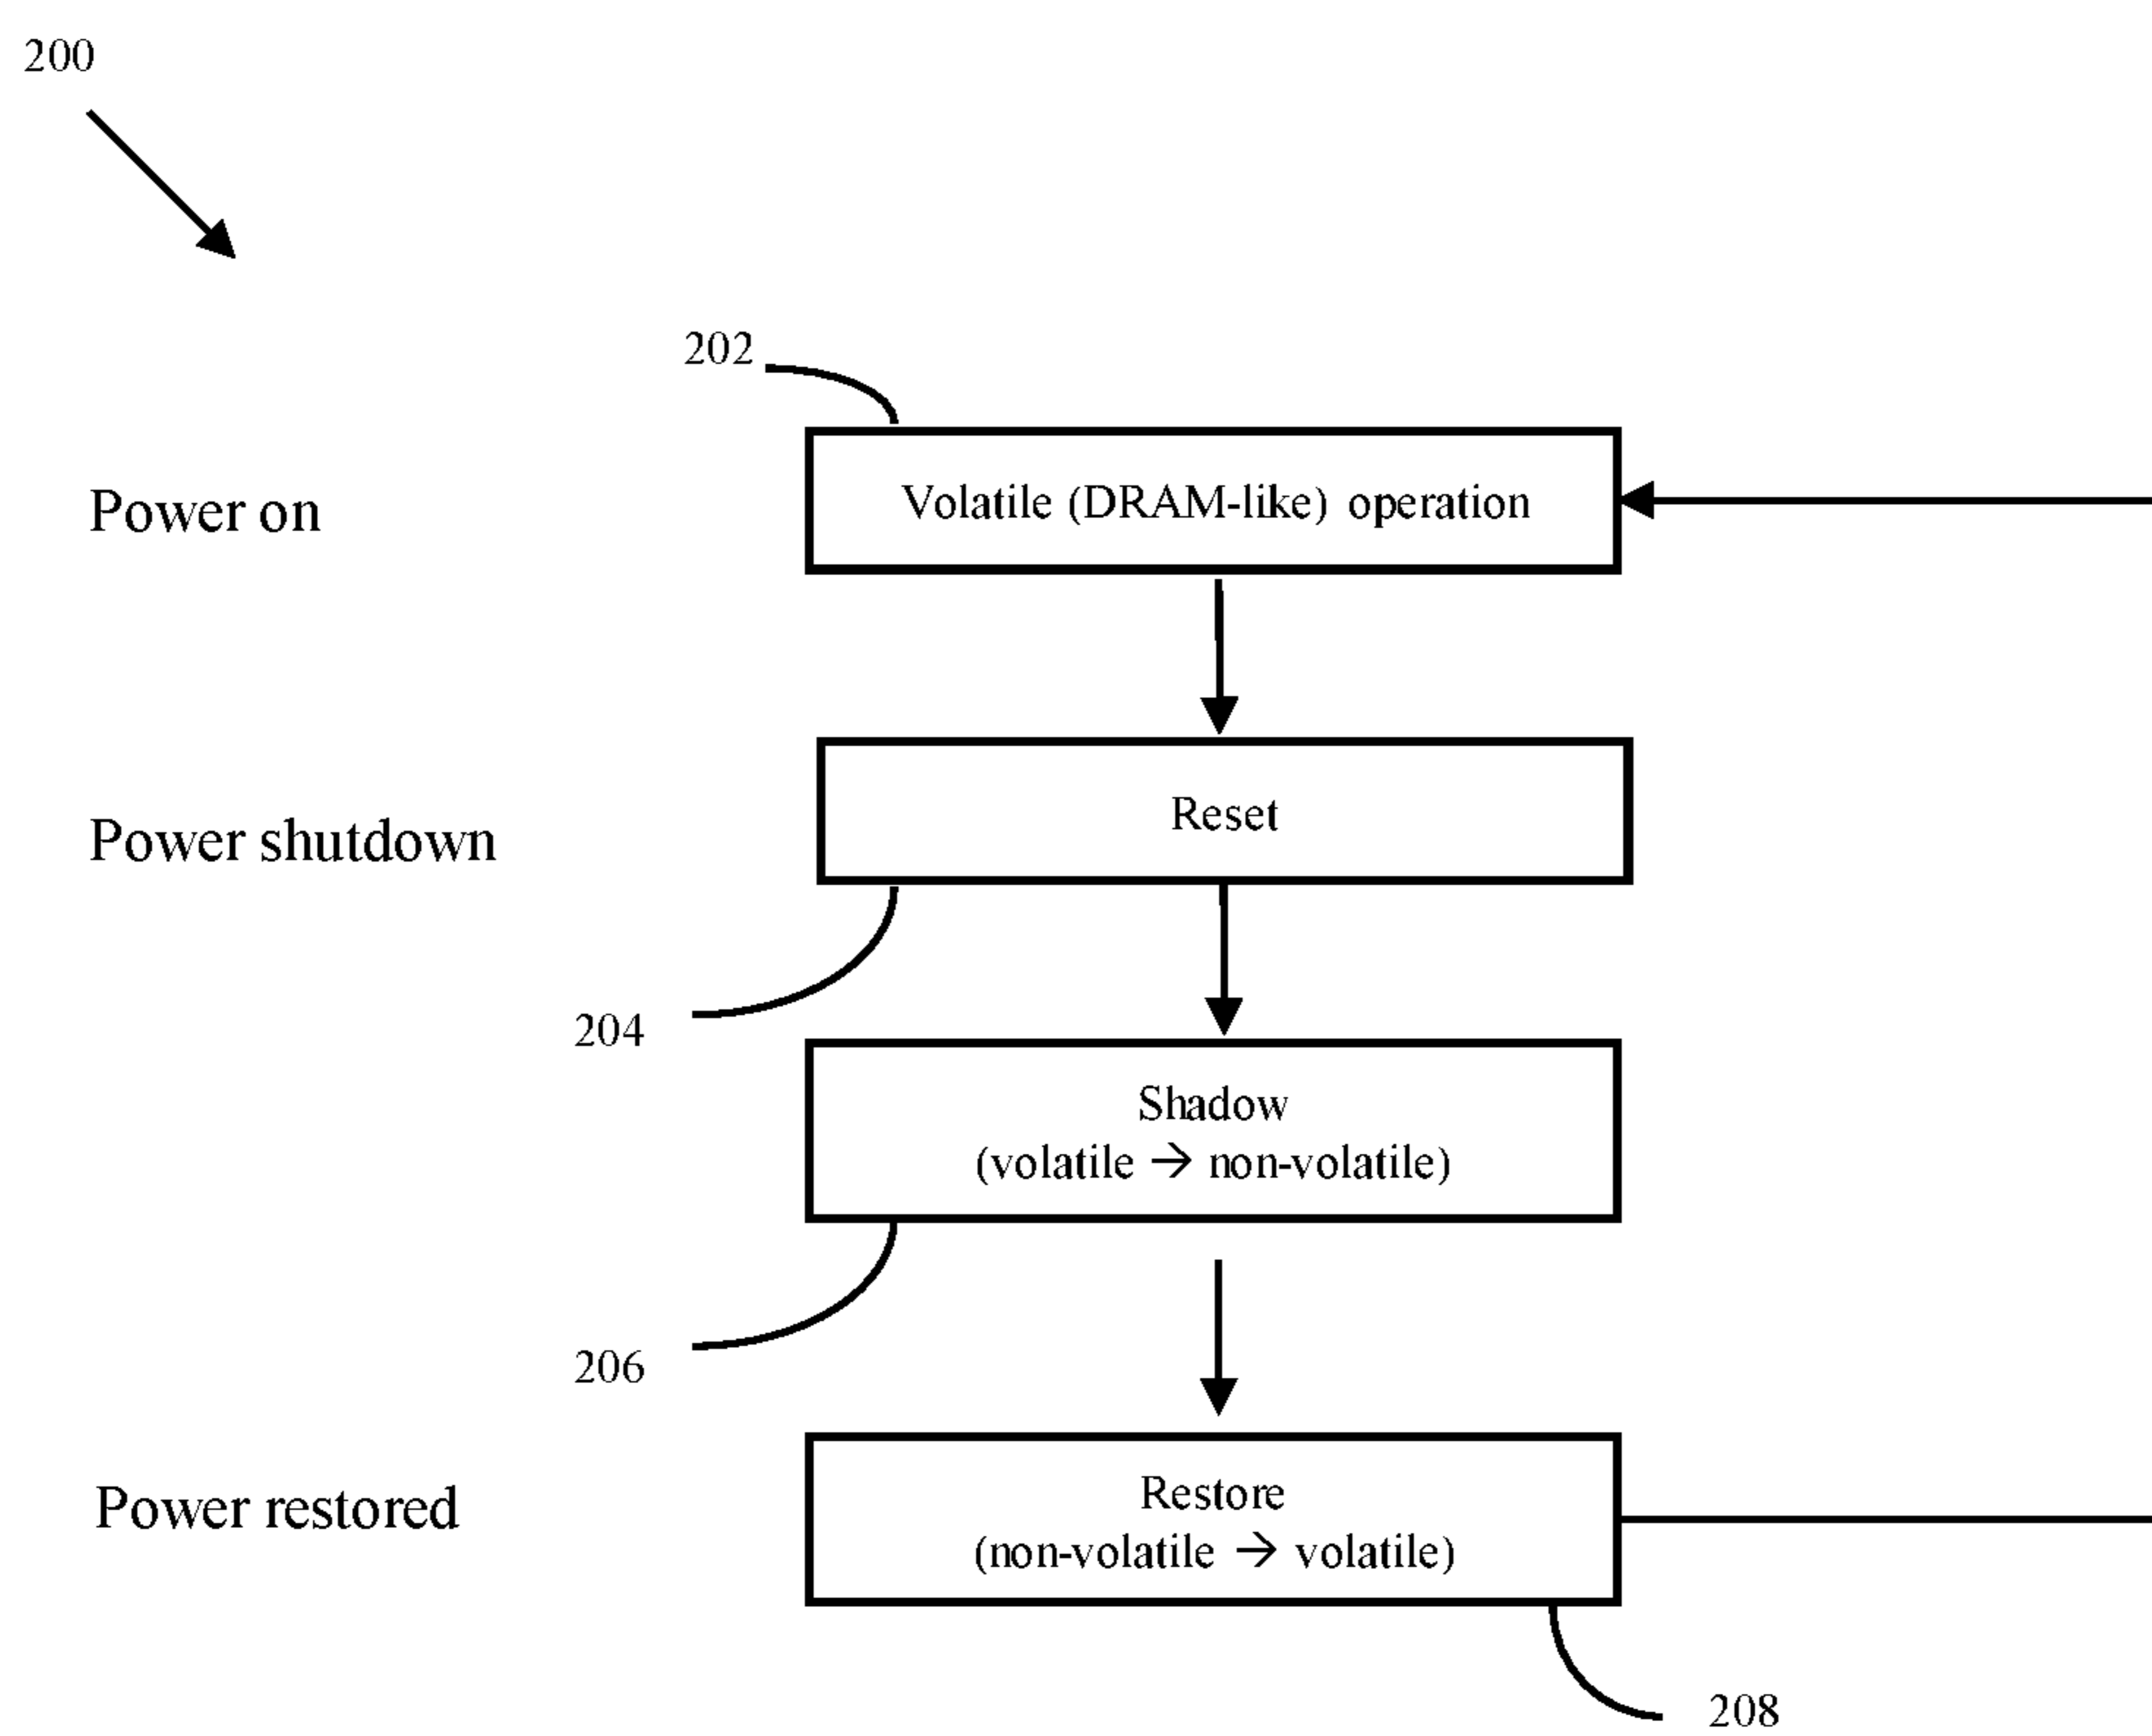 200
202
Power on
Volatile (DRAM-like) operation
Power shutdown
Reset
204
Shadow
(volatile → non-volatile)
206
Power restored
Restore
(non-volatile → volatile)
208